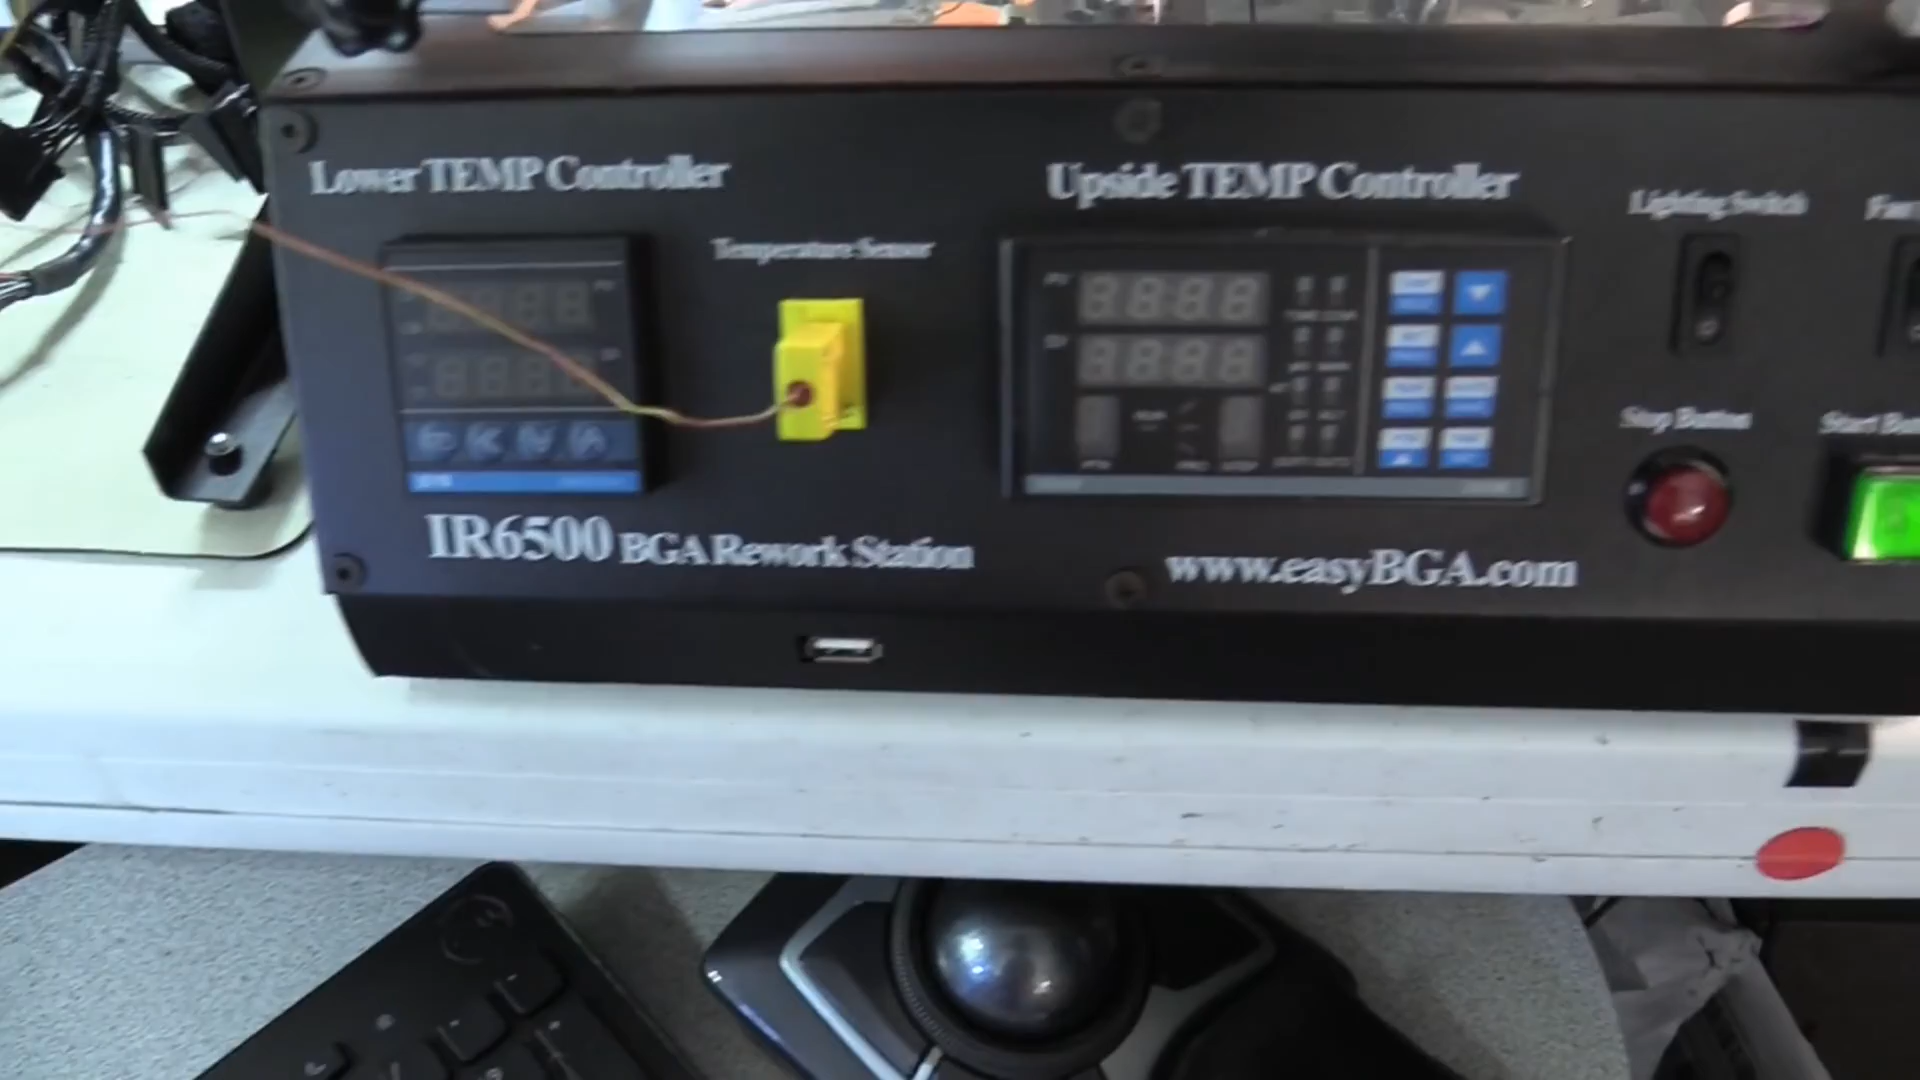 Lower TEMP Controller
Upside TEMP Controller
Lighting Switch
Temperature Sensor
Stop Button
Start
IR6500 BGA Rework Station
www.easyBGA.com